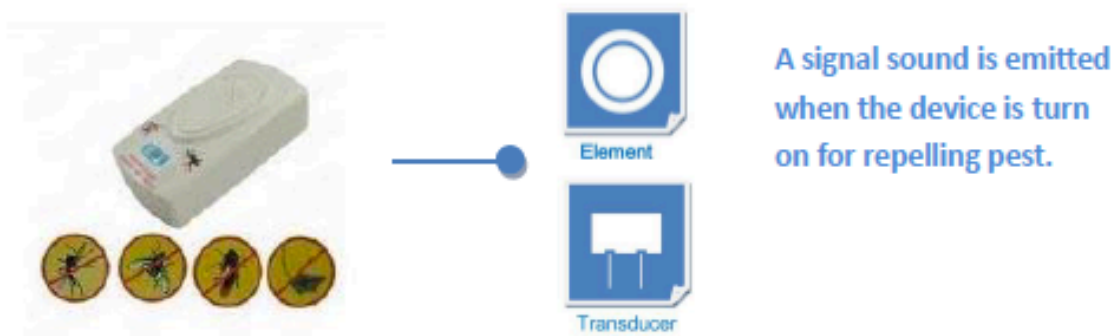 Element
Transducer
A signal sound is emitted
when the device is turn
on for repelling pest.